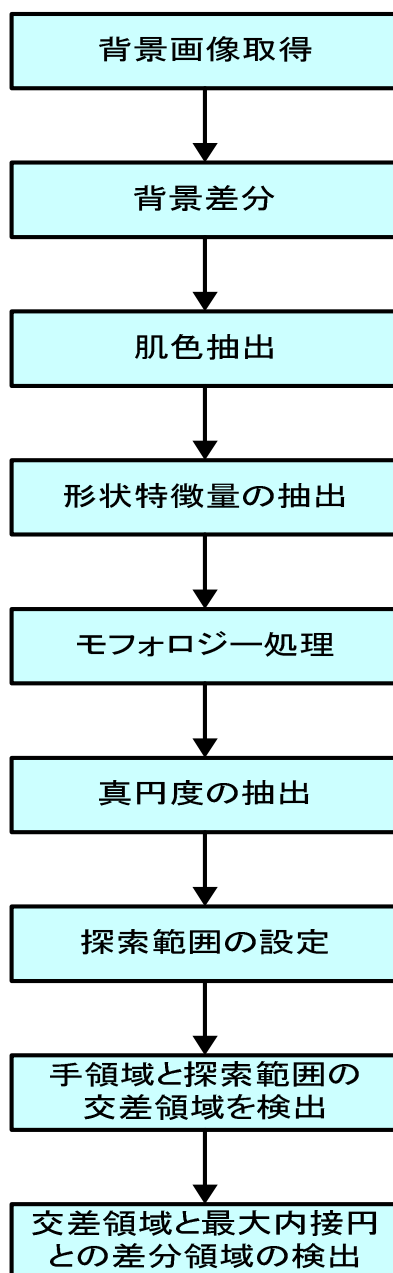 背景画像取得
背景差分
肌色抽出
形状特徴量の抽出
モフォロジー処理
真円度の抽出
探索範囲の設定
手領域と探索範囲の
交差領域を検出
交差領域と最大内接円
との差分領域の検出